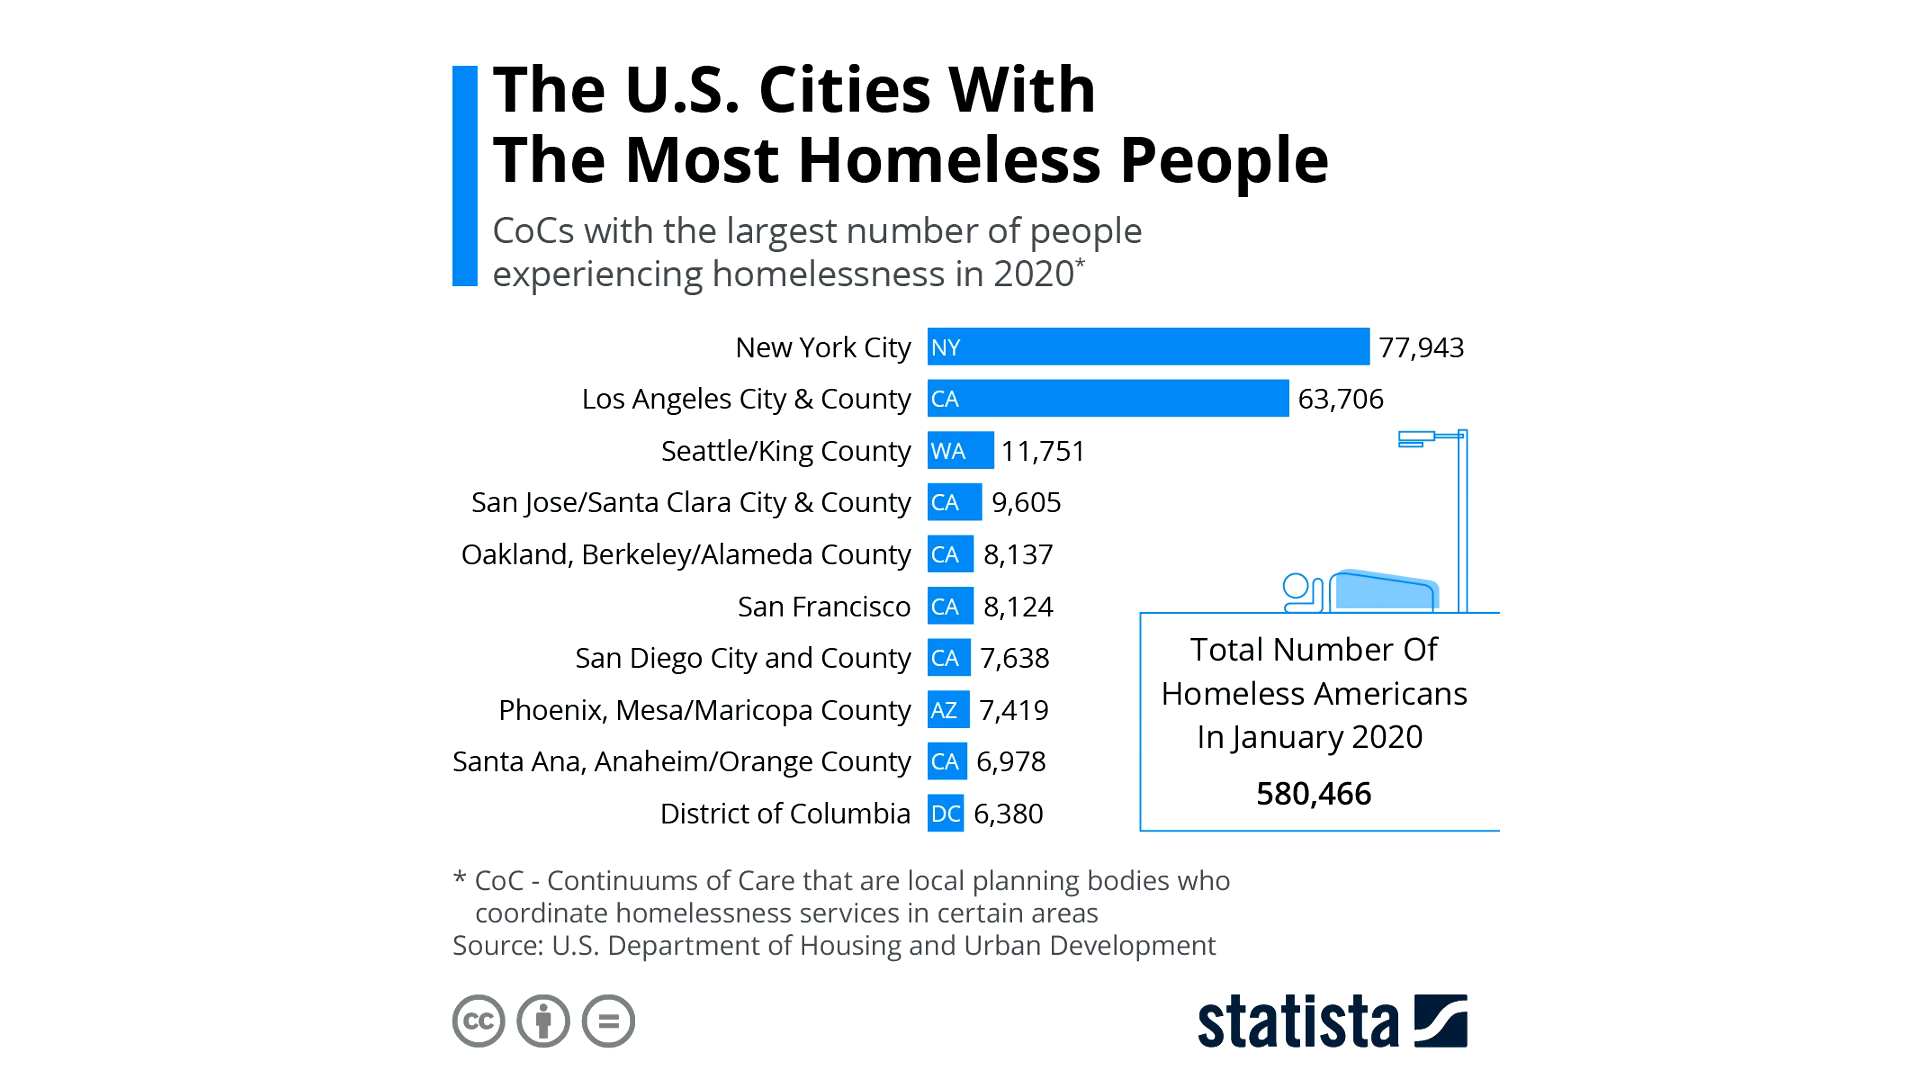 The U.S. Cities With
The Most Homeless People
CoCs with the largest number of people
experiencing homelessness in 2020*
New York City NY 77,943
Los Angeles City & County CA 63,706
Seattle/King County WA 11,751
San Jose/Santa Clara City & County CA 9,605
Oakland, Berkeley/Alameda County CA 8,137
San Francisco CA 8,124
San Diego City and County CA 7,638
Phoenix, Mesa/Maricopa County AZ 7,419
Santa Ana, Anaheim/Orange County CA 6,978
District of Columbia DC 6,380
Total Number Of
Homeless Americans
In January 2020
580,466
* CoC - Continuums of Care that are local planning bodies who
coordinate homelessness services in certain areas
Source: U.S. Department of Housing and Urban Development
cc
statista